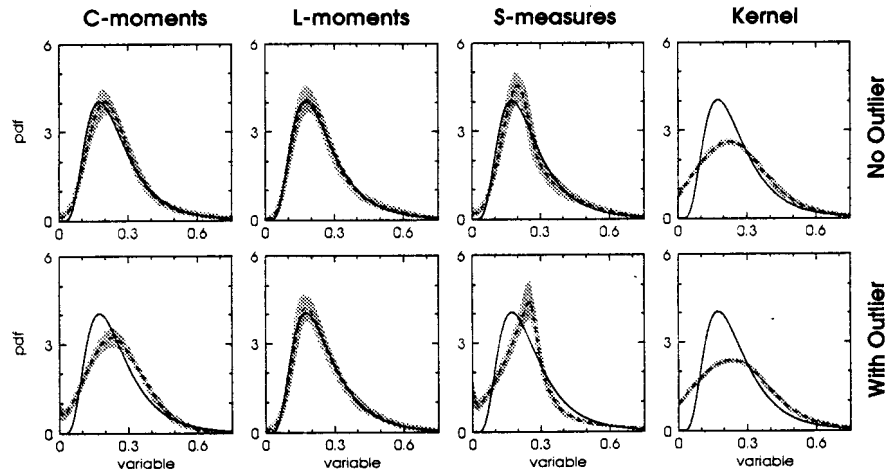 C-moments L-moments S-measures Kernel
6 6 6 6
pdf 3 3 3 3 No Outlier
0 0 0 0
0 0.3 0.6 0 0.3 0.6 0 0.3 0.6 0 0.3 0.6
6 6 6 6
pdf 3 3 3 3 With Outlier
0 0 0 0
0 0.3 0.6 0 0.3 0.6 0 0.3 0.6 0 0.3 0.6
variable variable variable variable